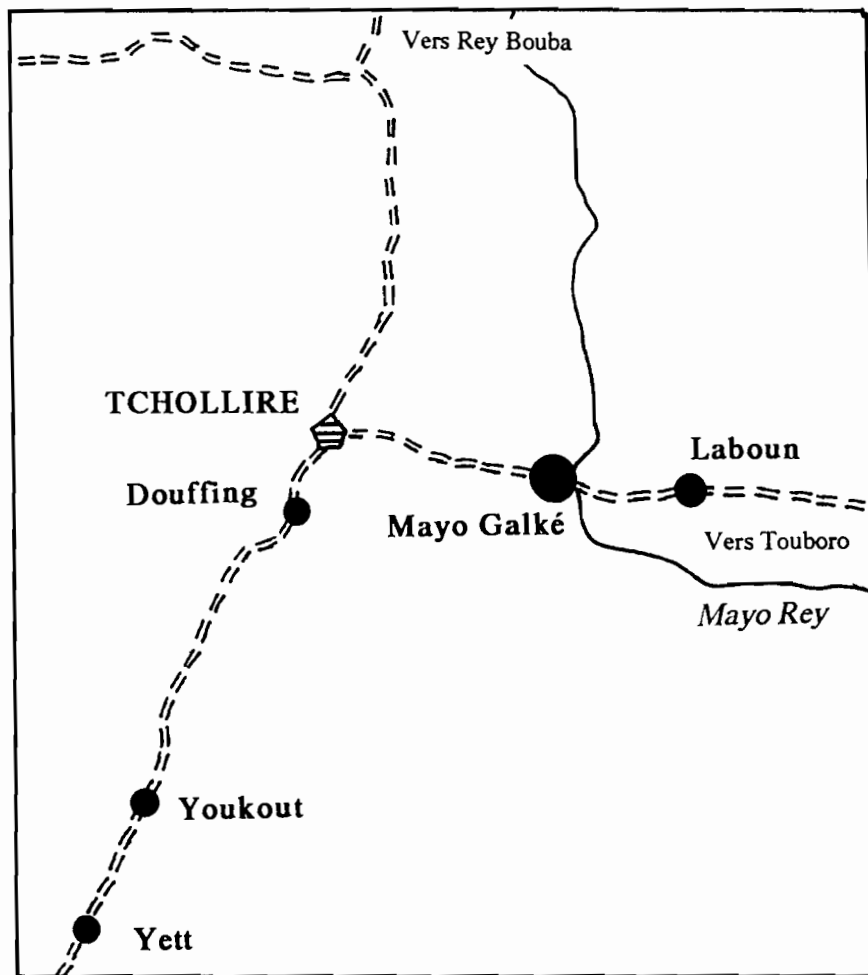 Vers Rey Bouba
TCHOLLIRE
Laboun
Douffing
Mayo Galké
Vers Touboro
Mayo Rey
Youkout
Yett